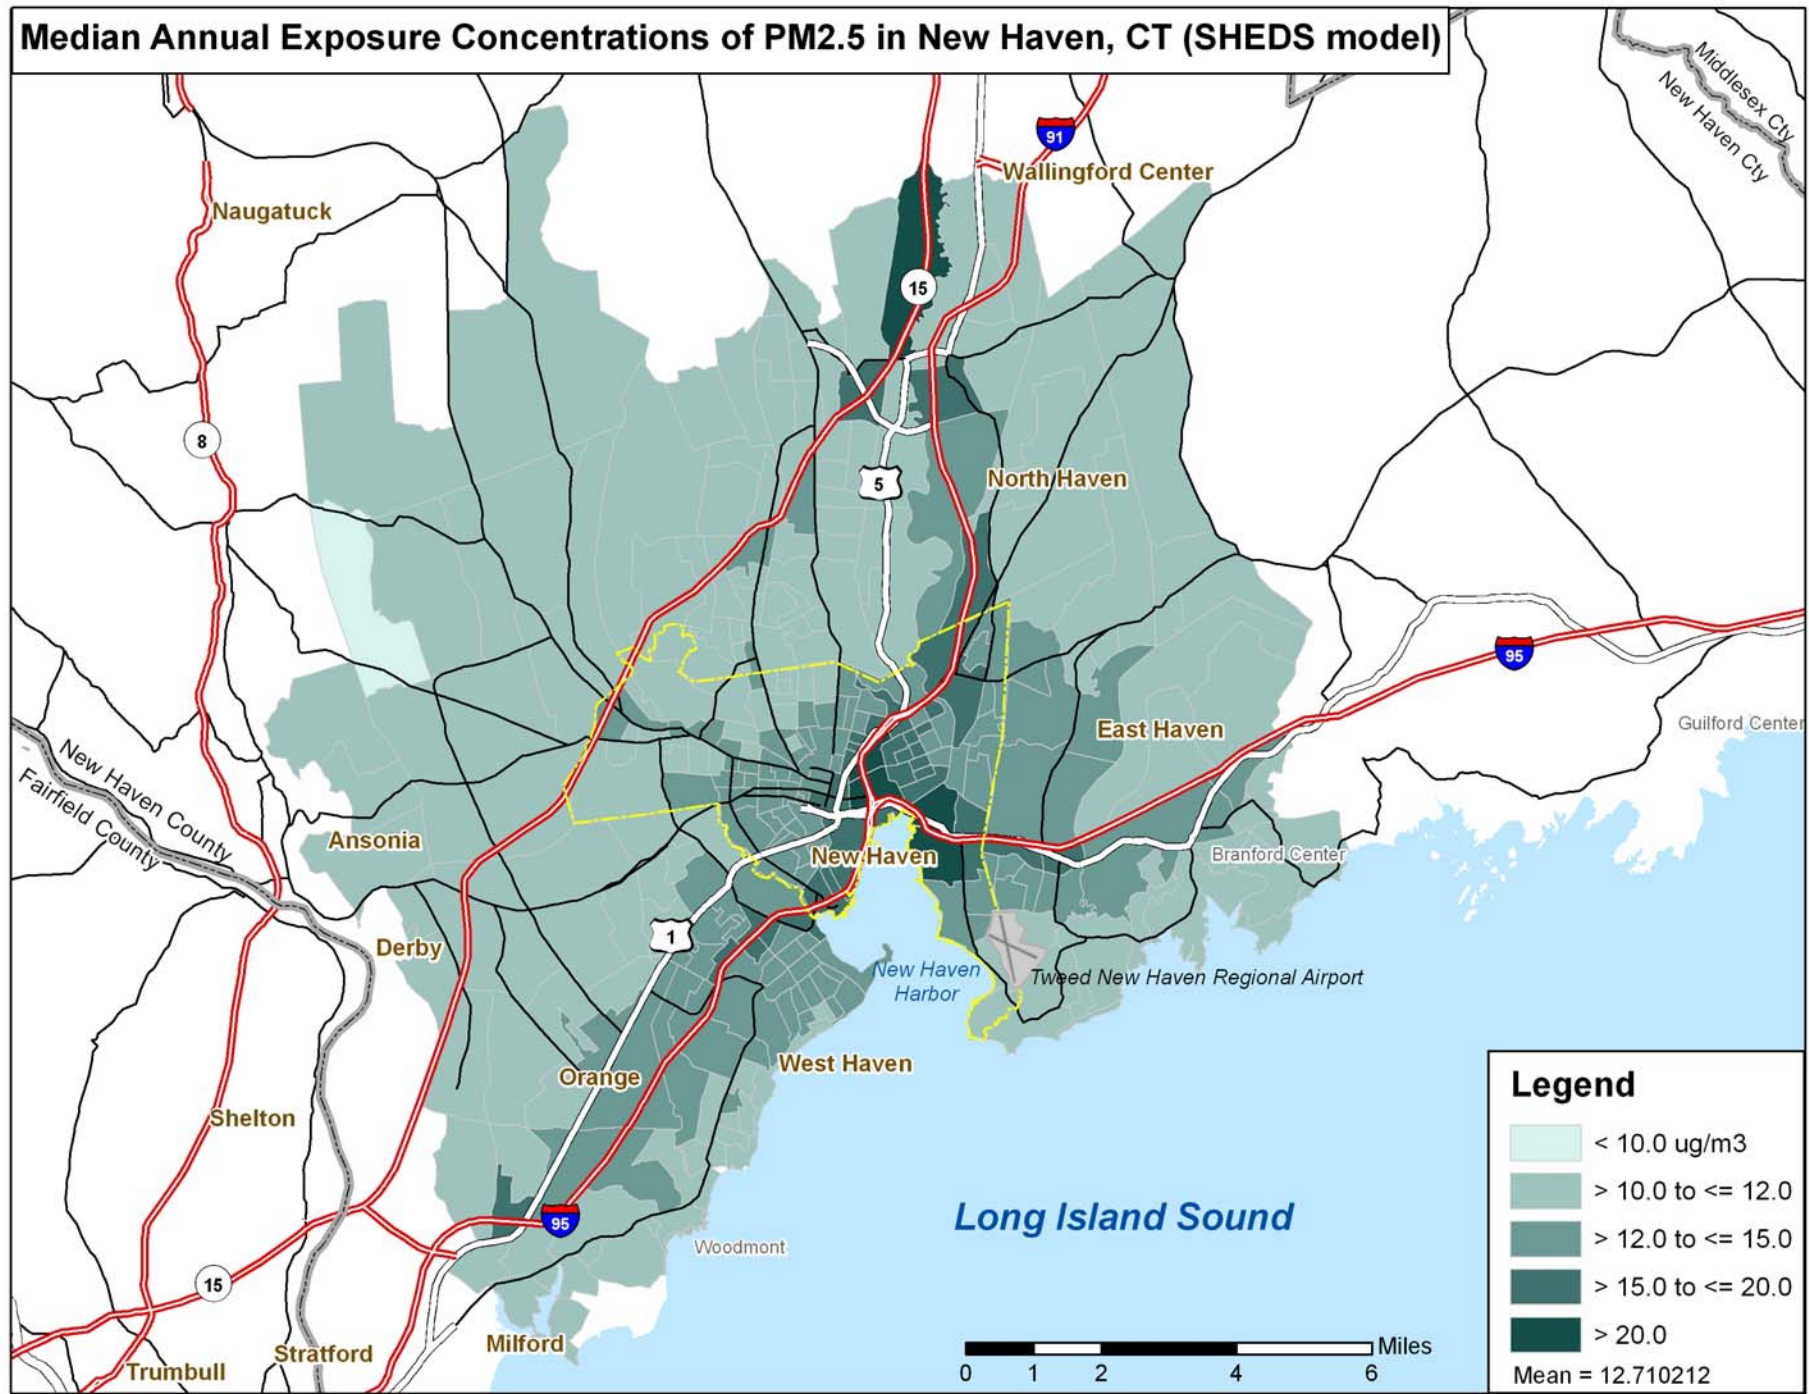 Median Annual Exposure Concentrations of PM2.5 in New Haven, CT (SHEDS model)
Middlesex Cty
New Haven Cty
91
Wallingford Center
Naugatuck
15
8
5
North Haven
95
East Haven
Guilford Center
New Haven County
Fairfield County
Ansonia
New Haven
Branford Center
1
Derby
New Haven
Harbor
Tweed New Haven Regional Airport
West Haven
Orange
Shelton
Long Island Sound
95
Woodmont
15
Milford
Stratford
Trumbull
Miles
0 1 2 4 6
Legend
< 10.0 ug/m3
> 10.0 to <= 12.0
> 12.0 to <= 15.0
> 15.0 to <= 20.0
> 20.0
Mean = 12.710212